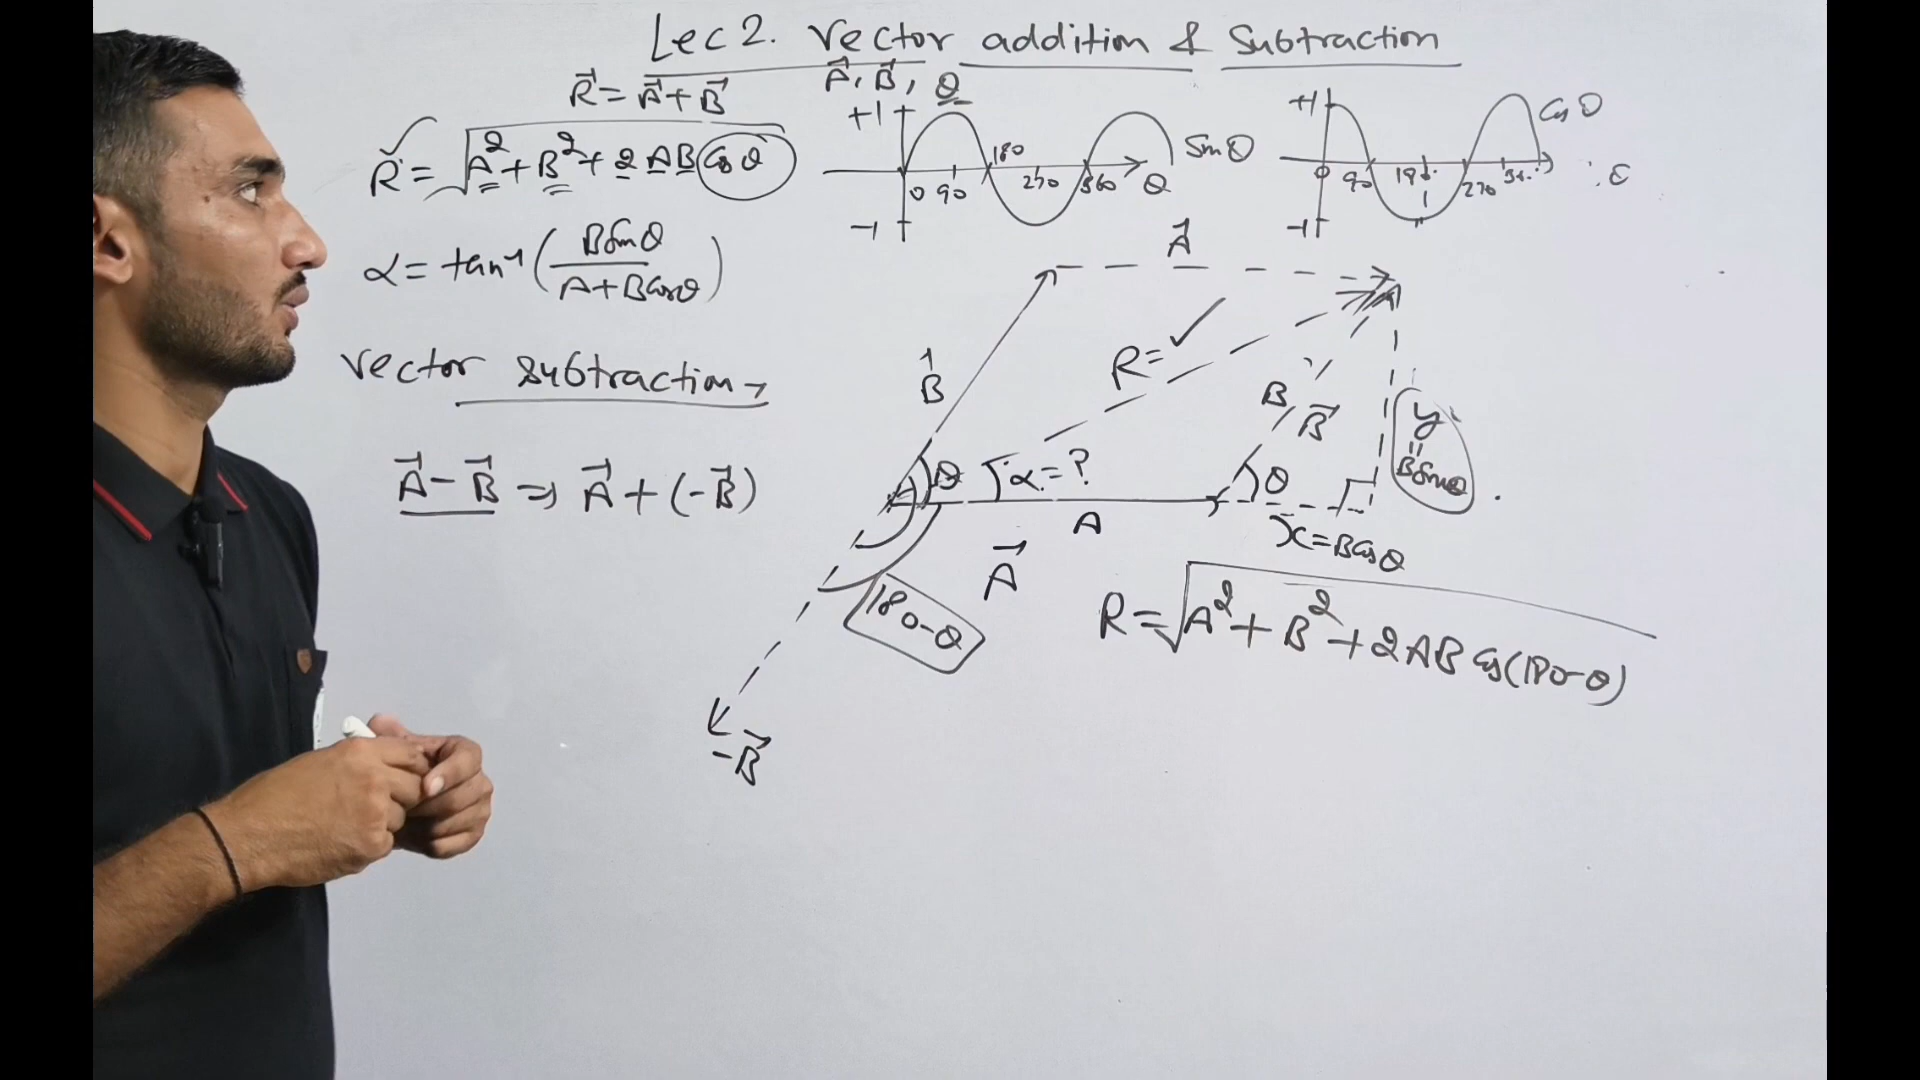 Lec 2. Vector addition & Subtraction
R⃗ = A⃗ + B⃗
A⃗, B⃗, θ
R = √(A² + B² + 2AB Cos θ)
+1
-1
0 90 180 270 360 θ
Sin θ
+1
-1
0 90 180 270
Cos θ
α = tan⁻¹ (B Sin θ / A + B Cos θ)
A⃗
B⃗
R =
B
B⃗
y
=
B Sin θ
Vector Subtraction →
A⃗ - B⃗ ⇒ A⃗ + (-B⃗)
θ
α = ?
θ
A
x = B Cos θ
A⃗
180-θ
R = √(A² + B² + 2AB Cos(180-θ))
-B⃗